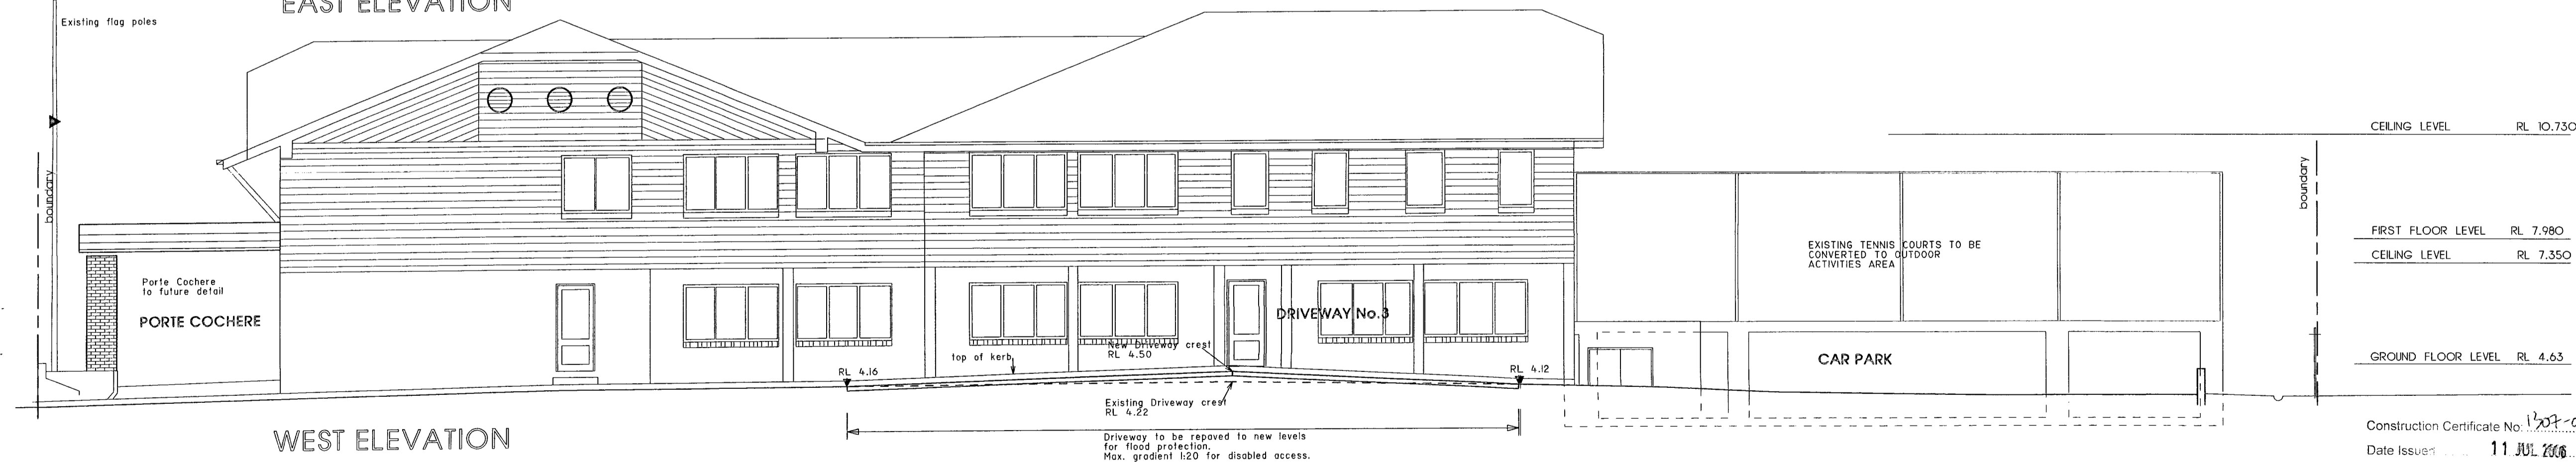 EAST ELEVATION
Existing flag poles
CEILING LEVEL RL 10.730
boundary
boundary
FIRST FLOOR LEVEL RL 7.980
EXISTING TENNIS COURTS TO BE
CONVERTED TO OUTDOOR
ACTIVITIES AREA
CEILING LEVEL RL 7.350
Porte Cochere
to future detail
PORTE COCHERE
DRIVEWAY No.3
New Driveway crest
RL 4.50
top of kerb
CAR PARK
GROUND FLOOR LEVEL RL 4.63
RL 4.16
RL 4.12
Existing Driveway crest
RL 4.22
WEST ELEVATION
Driveway to be repaved to new levels
for flood protection.
Max. gradient 1:20 for disabled access.
Construction Certificate No: 1307-0
Date Issued 11 JUL 2006